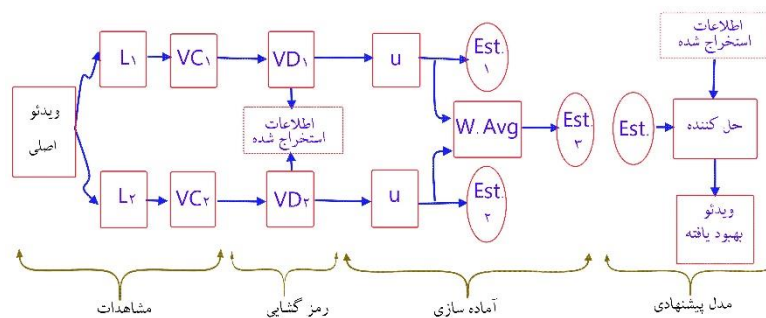 ویدئو
اصلی
L۱
VC۱
VD۱
u
Est.
۱
اطلاعات
استخراج شده
W. Avg
Est.
۳
L۲
VC۲
VD۲
u
Est.
۲
اطلاعات
استخراج شده
Est.
حل کننده
ویدئو
بهبود یافته
مشاهدات
رمز گشایی
آماده سازی
مدل پیشنهادی